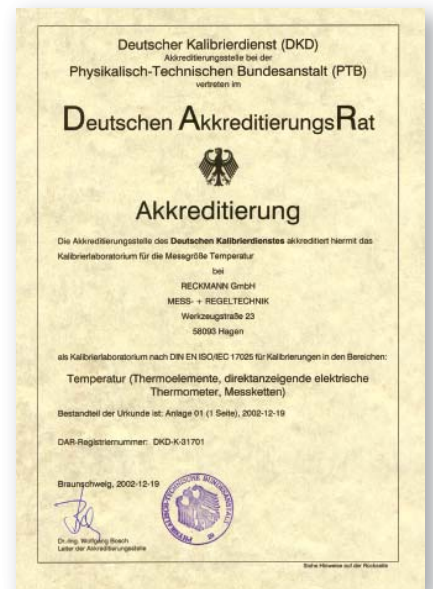 Deutscher Kalibrierdienst (DKD)
Akkreditierungsstelle bei der
Physikalisch-Technischen Bundesanstalt (PTB)
vertreten im
Deutschen AkkreditierungsRat
Akkreditierung
Die Akkreditierungsstelle des Deutschen Kalibrierdienstes akkreditiert hiermit das
Kalibrierlaboratorium für die Messgröße Temperatur
bei
RECKMANN GmbH
MESS- + REGELTECHNIK
Werkzeugstraße 23
58093 Hagen
als Kalibrierlaboratorium nach DIN EN ISO/IEC 17025 für Kalibrierungen in den Bereichen:
Temperatur (Thermoelemente, direktanzeigende elektrische
Thermometer, Messketten)
Bestandteil der Urkunde ist: Anlage 01 (1 Seite), 2002-12-19
DAR-Registriernummer: DKD-K-31701
Braunschweig, 2002-12-19
PHYSIKALISCH-TECHNISCHE BUNDESANSTALT
Dr.-Ing. Wolfgang Bosch
Leiter der Akkreditierungsstelle
Siehe Hinweise auf der Rückseite